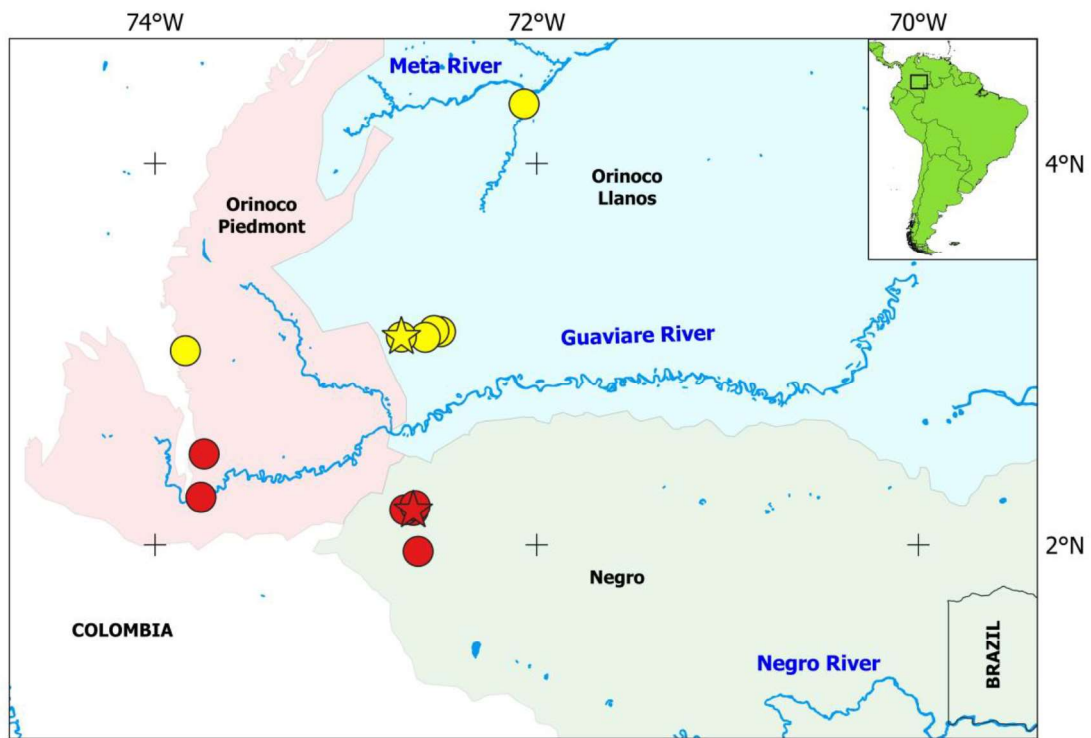 74°W 72°W 70°W
Meta River
4°N
Orinoco
Llanos
Orinoco
Piedmont
Guaviare River
2°N
Negro
COLOMBIA
BRAZIL
Negro River